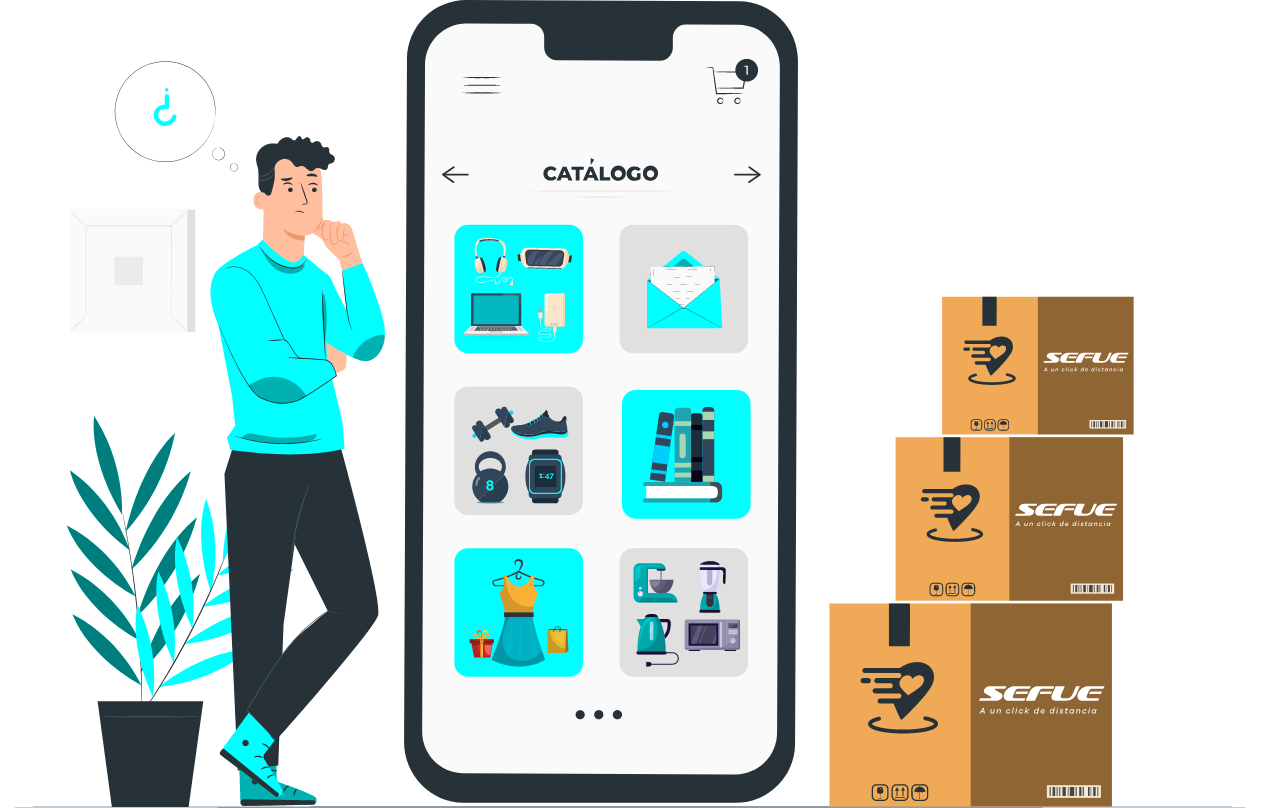 ¿
1
CATÁLOGO
8
1:47
SEFUE
A un click de distancia
SEFUE
A un click de distancia
SEFUE
A un click de distancia